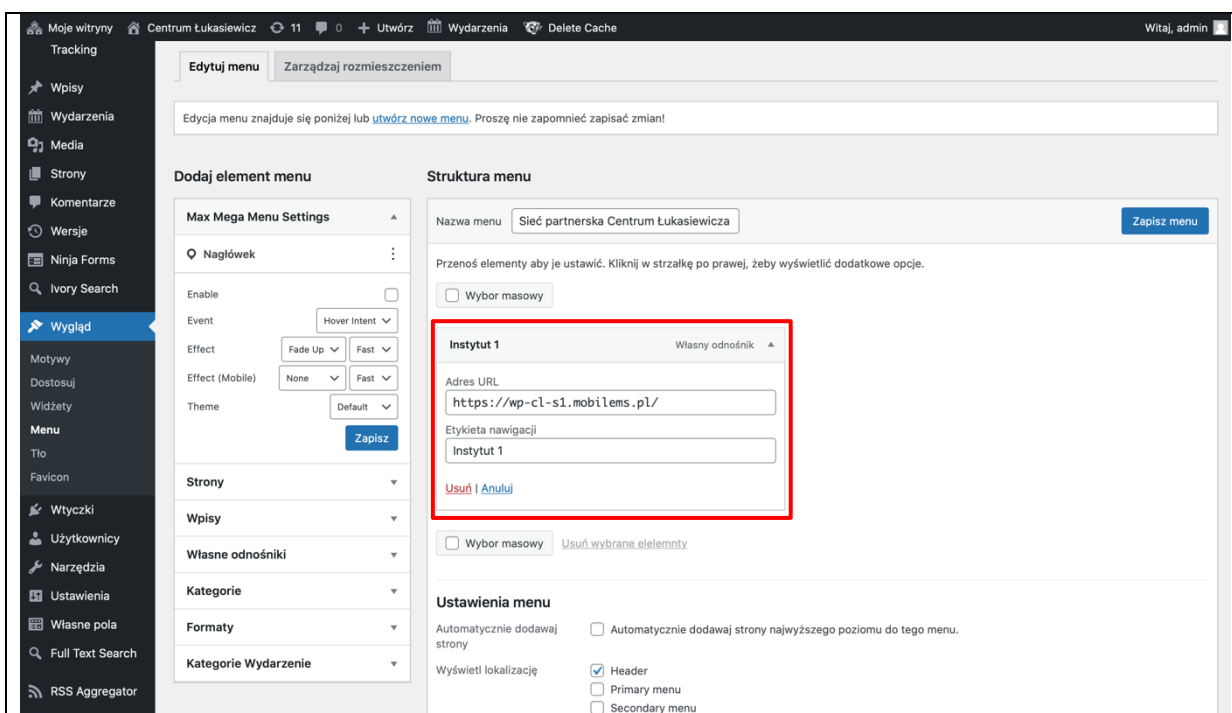 Moje witryny Centrum Łukasiewicz 11 0 + Utwórz Wydarzenia Delete Cache Witaj, admin
Tracking
Wpisy
Wydarzenia
Media
Strony
Komentarze
Wersje
Ninja Forms
Ivory Search
Wygląd
Motywy
Dostosuj
Widżety
Menu
Tło
Favicon
Wtyczki
Użytkownicy
Narzędzia
Ustawienia
Własne pola
Full Text Search
RSS Aggregator
Edytuj menu Zarządzaj rozmieszczeniem
Edycja menu znajduje się poniżej lub utwórz nowe menu. Proszę nie zapomnieć zapisać zmian!
Dodaj element menu
Max Mega Menu Settings
Nagłówek
Enable
Event Hover Intent
Effect Fade Up Fast
Effect (Mobile) None Fast
Theme Default
Zapisz
Strony
Wpisy
Własne odnośniki
Kategorie
Formaty
Kategorie Wydarzenie
Struktura menu
Nazwa menu Sieć partnerska Centrum Łukasiewicza Zapisz menu
Przenoś elementy aby je ustawić. Kliknij w strzałkę po prawej, żeby wyświetlić dodatkowe opcje.
Wybor masowy
Instytut 1 Własny odnośnik
Adres URL
https://wp-cl-s1.mobilems.pl/
Etykieta nawigacji
Instytut 1
Usuń | Anuluj
Wybor masowy Usuń wybrane elelemnty
Ustawienia menu
Automatycznie dodawaj strony Automatycznie dodawaj strony najwyższego poziomu do tego menu.
Wyświetl lokalizację Header
Primary menu
Secondary menu